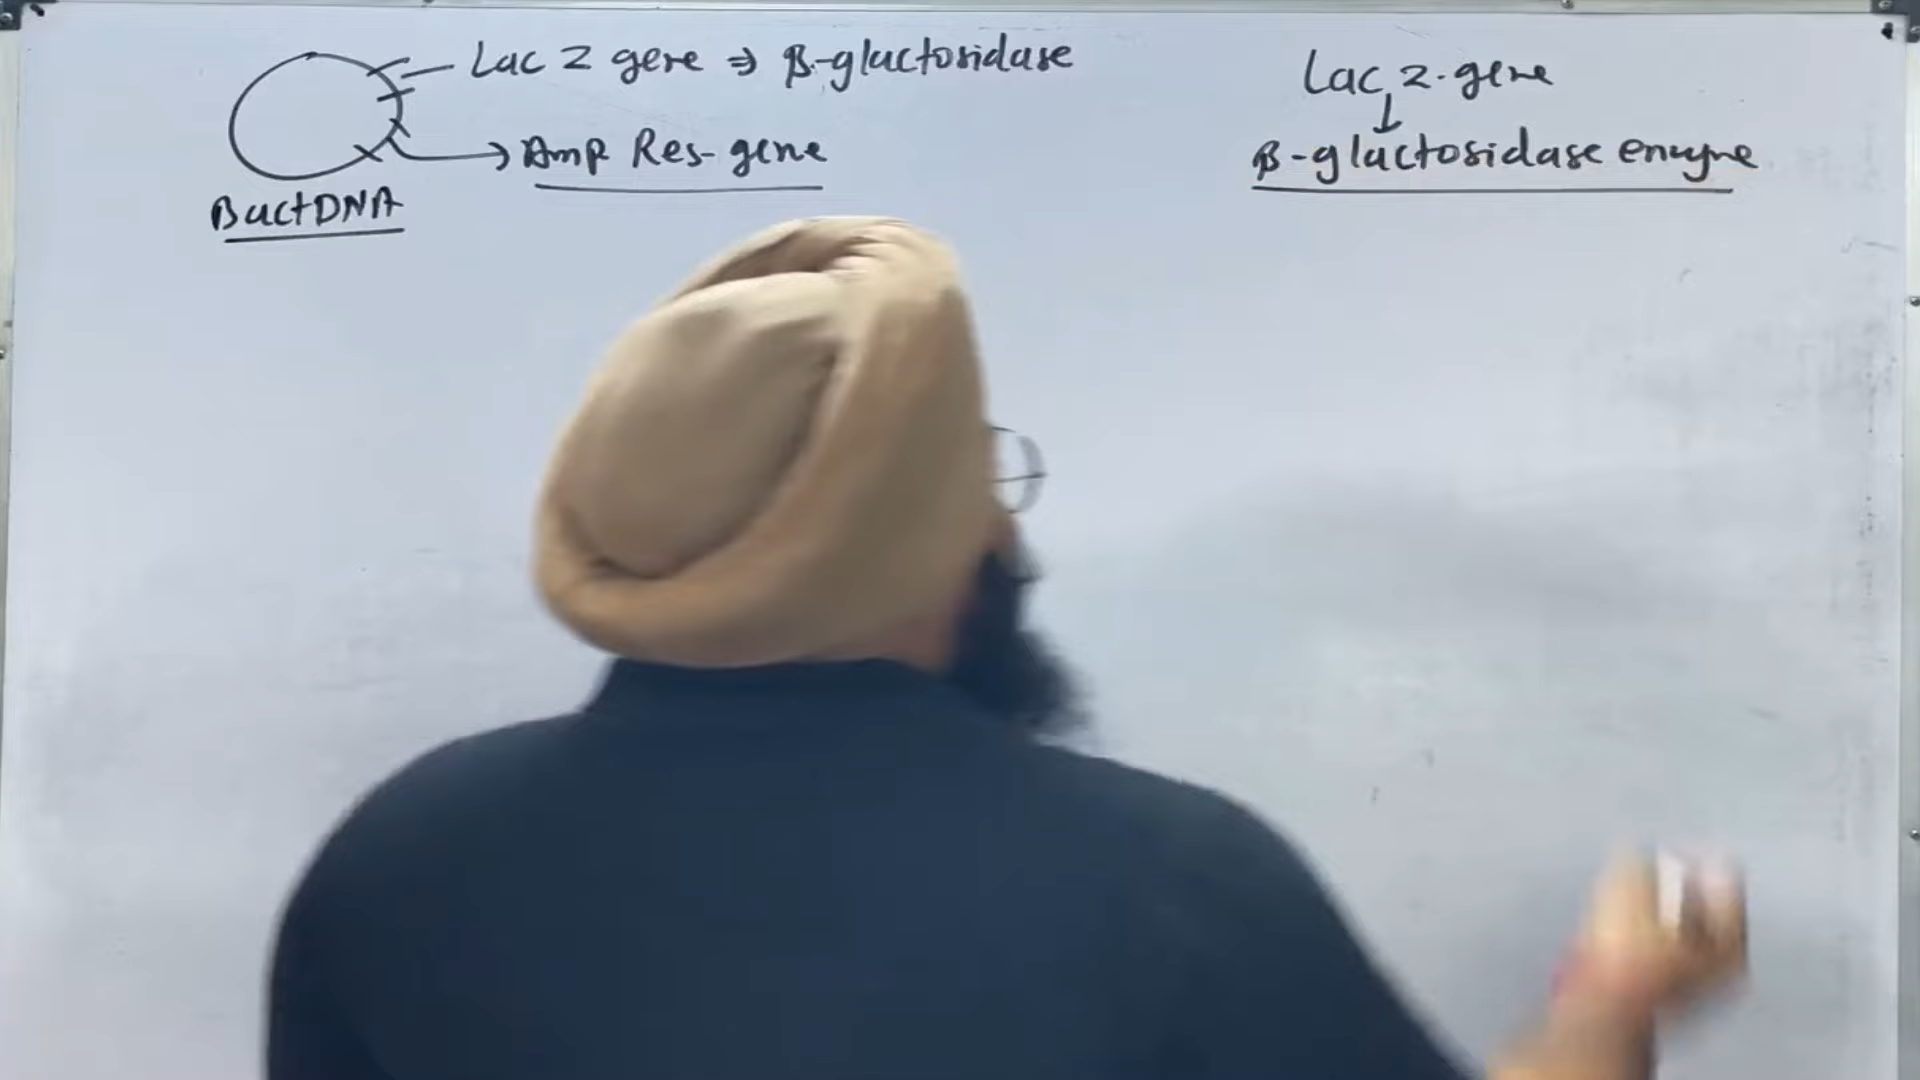 Lac Z gene ⇒ β-glactosidase
Amp Res- gene
BactDNA
Lac z-gene
↓
β-glactosidase enzyme